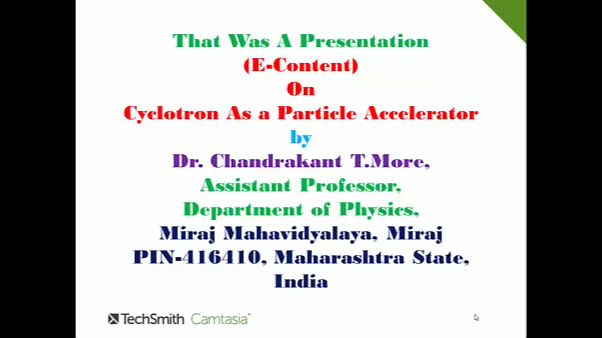 That Was A Presentation
(E-Content)
On
Cyclotron As a Particle Accelerator
by
Dr. Chandrakant T.More,
Assistant Professor,
Department of Physics,
Miraj Mahavidyalaya, Miraj
PIN-416410, Maharashtra State,
India
TechSmith Camtasia™